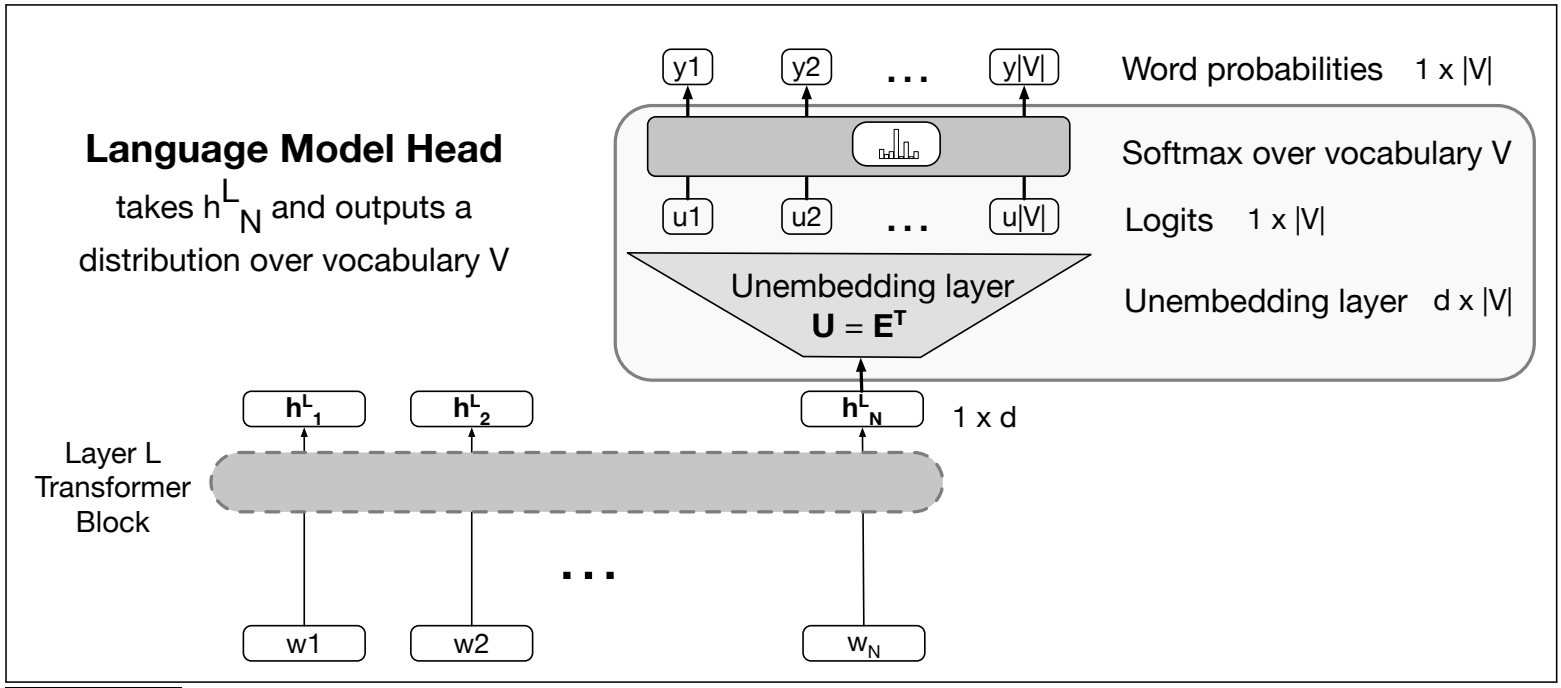 y1 y2 ... y|V| Word probabilities 1 x |V|
Language Model Head
takes h^L_N and outputs a
distribution over vocabulary V
Softmax over vocabulary V
u1 u2 ... u|V| Logits 1 x |V|
Unembedding layer
U = E^T
Unembedding layer d x |V|
h^L_1 h^L_2 h^L_N 1 x d
Layer L
Transformer
Block
...
w1 w2 w_N